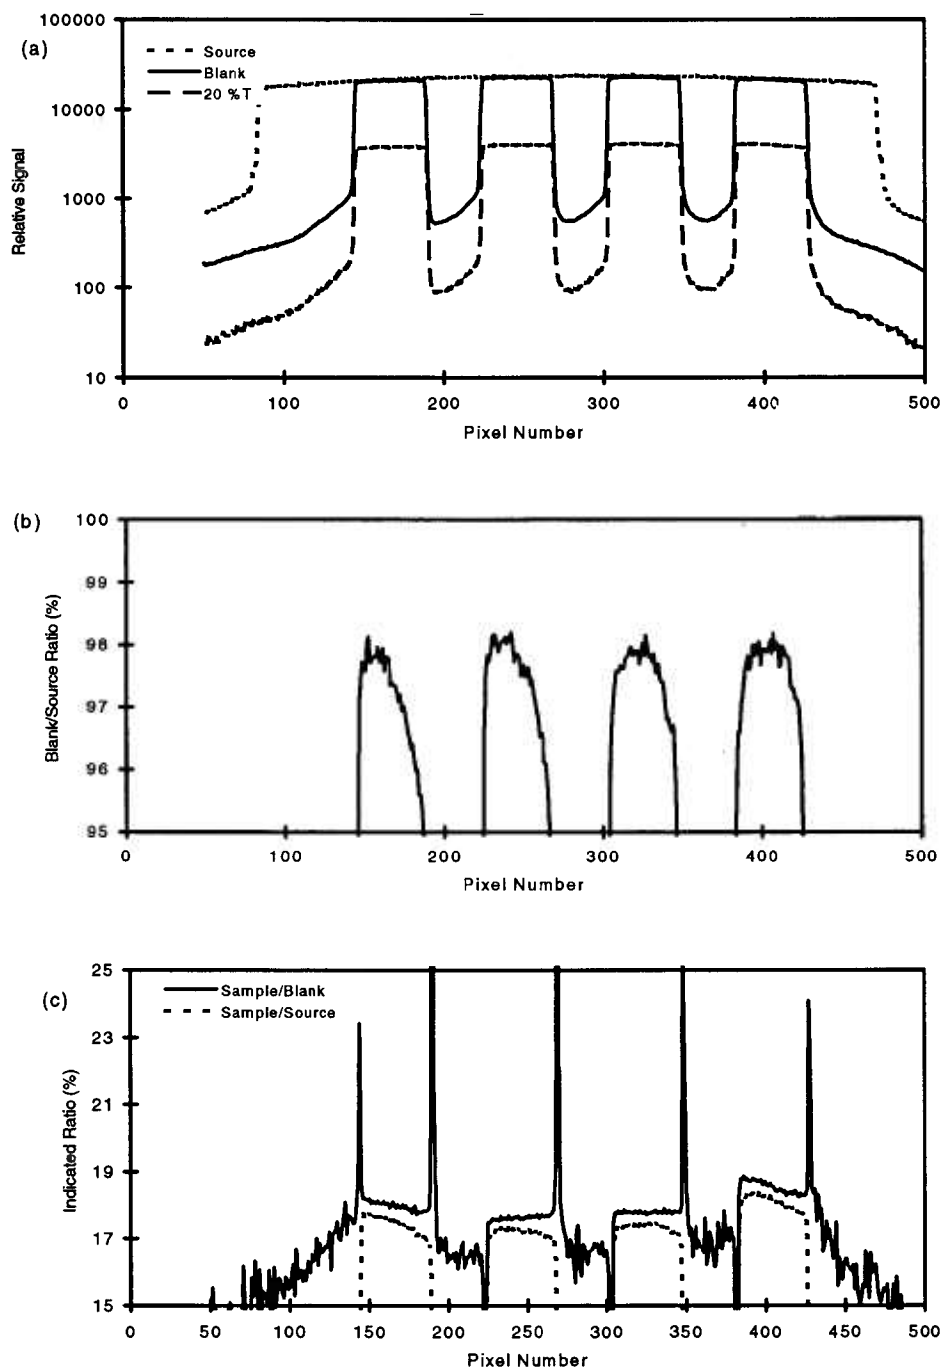 (a)
100000
10000
1000
100
10
Relative Signal
Source
Blank
20 %T
0 100 200 300 400 500
Pixel Number
(b)
100
99
98
97
96
95
Blank/Source Ratio (%)
0 100 200 300 400 500
Pixel Number
(c)
25
23
21
19
17
15
Indicated Ratio (%)
Sample/Blank
Sample/Source
0 50 100 150 200 250 300 350 400 450 500
Pixel Number